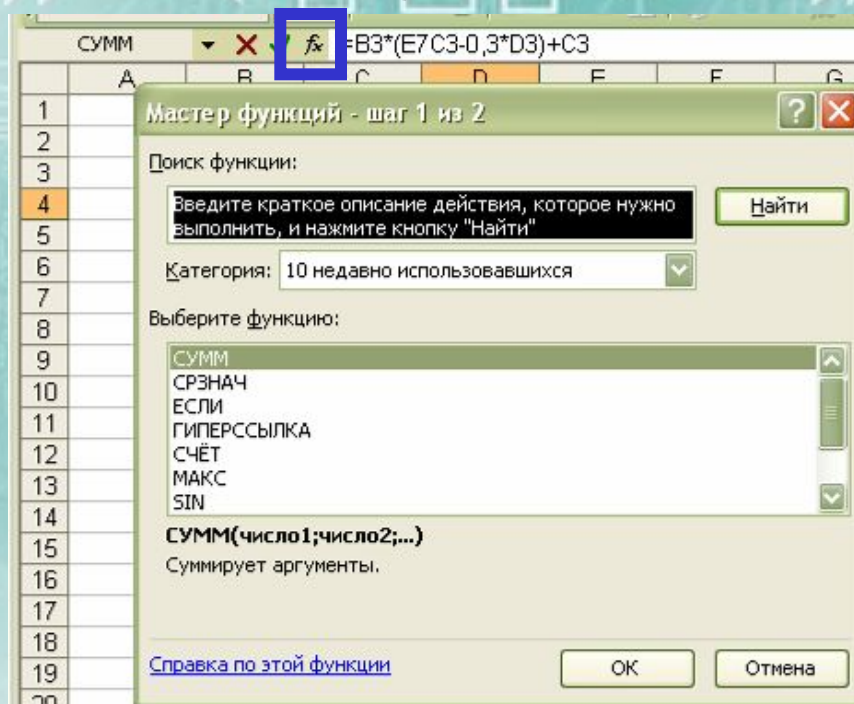 СУММ fx =B3*(E7C3-0,3*D3)+C3
A B C D E F G
1
2
3
4
5
6
7
8
9
10
11
12
13
14
15
16
17
18
19
20
Мастер функций - шаг 1 из 2 ?
Поиск функции:
Введите краткое описание действия, которое нужно
выполнить, и нажмите кнопку "Найти"
Найти
Категория: 10 недавно использовавшихся
Выберите функцию:
СУММ
СРЗНАЧ
ЕСЛИ
ГИПЕРССЫЛКА
СЧЁТ
МАКС
SIN
СУММ(число1;число2;...)
Суммирует аргументы.
Справка по этой функции ОК Отмена